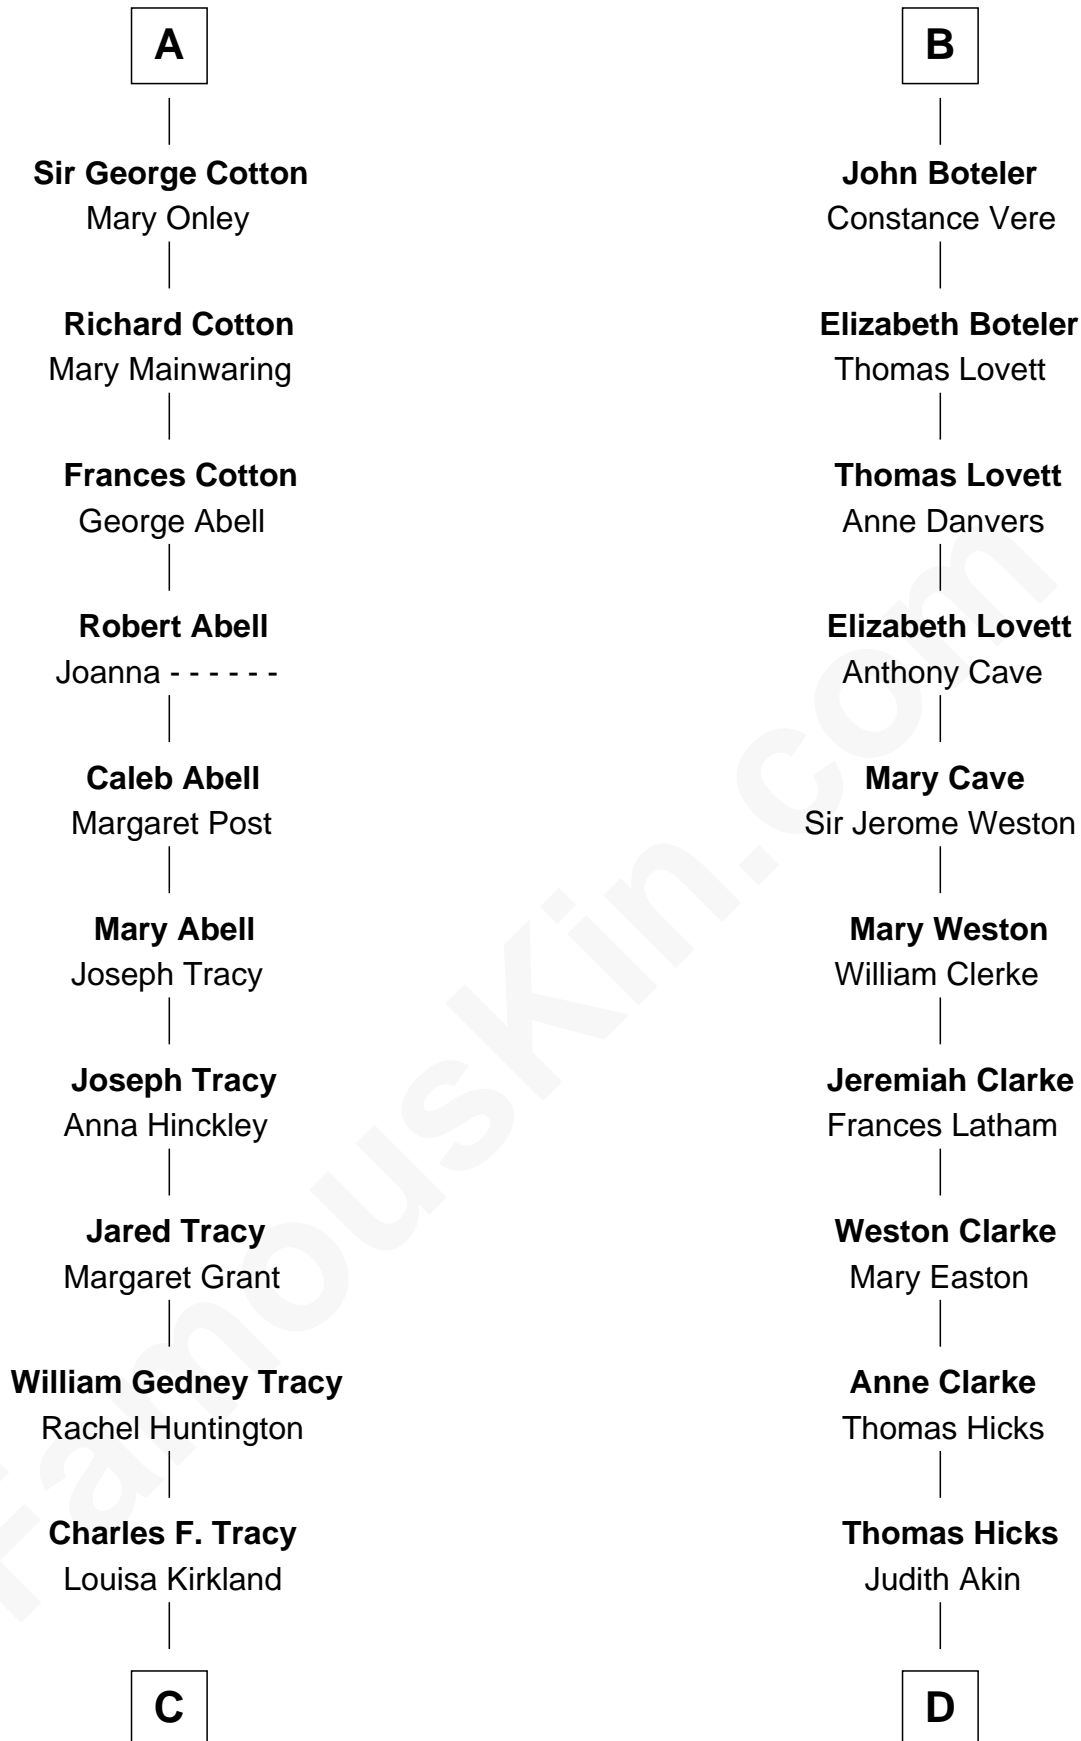 A
Sir George Cotton
Mary Onley
Richard Cotton
Mary Mainwaring
Frances Cotton
George Abell
Robert Abell
Joanna - - - - - -
Caleb Abell
Margaret Post
Mary Abell
Joseph Tracy
Joseph Tracy
Anna Hinckley
Jared Tracy
Margaret Grant
William Gedney Tracy
Rachel Huntington
Charles F. Tracy
Louisa Kirkland
C
B
John Boteler
Constance Vere
Elizabeth Boteler
Thomas Lovett
Thomas Lovett
Anne Danvers
Elizabeth Lovett
Anthony Cave
Mary Cave
Sir Jerome Weston
Mary Weston
William Clerke
Jeremiah Clarke
Frances Latham
Weston Clarke
Mary Easton
Anne Clarke
Thomas Hicks
Thomas Hicks
Judith Akin
D
FamousKin.com